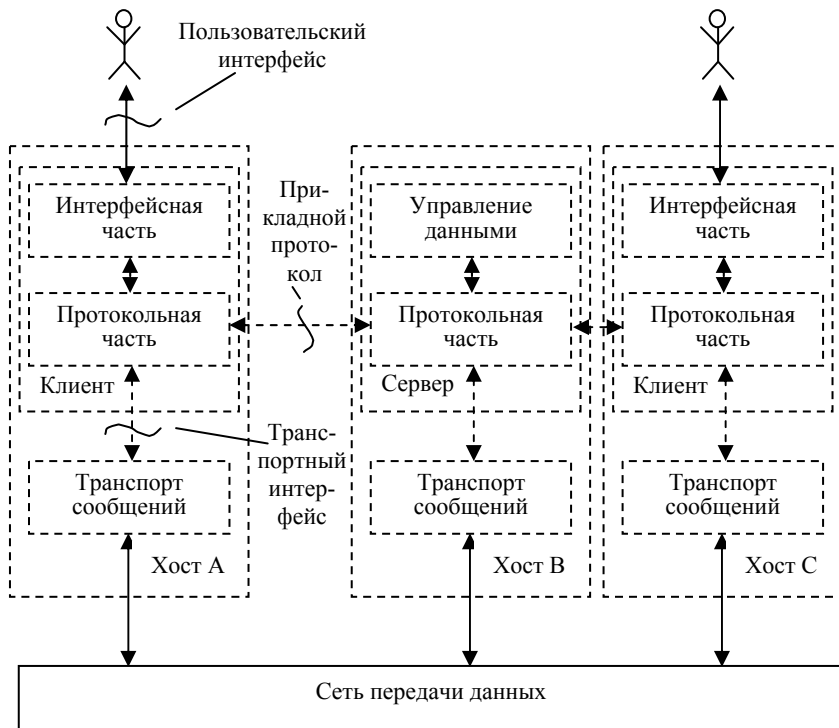 Пользовательский
интерфейс
Интерфейсная
часть
При-
кладной
прото-
кол
Управление
данными
Интерфейсная
часть
Протокольная
часть
Протокольная
часть
Протокольная
часть
Клиент
Сервер
Клиент
Транс-
портный
интер-
фейс
Транспорт
сообщений
Транспорт
сообщений
Транспорт
сообщений
Хост А
Хост В
Хост С
Сеть передачи данных